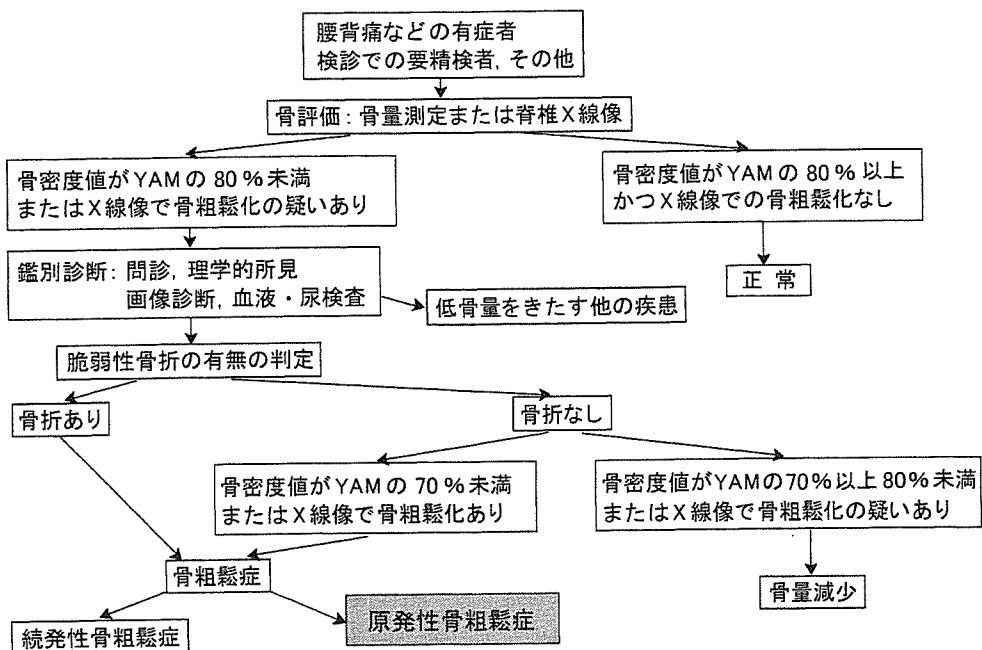 腰背痛などの有症者
検診での要精検者, その他
骨評価: 骨量測定または脊椎X線像
骨密度値がYAMの80%未満
またはX線像で骨粗鬆化の疑いあり
骨密度値がYAMの80%以上
かつX線像での骨粗鬆化なし
鑑別診断: 問診, 理学的所見
画像診断, 血液・尿検査
正 常
低骨量をきたす他の疾患
脆弱性骨折の有無の判定
骨折あり
骨折なし
骨密度値がYAMの70%未満
またはX線像で骨粗鬆化あり
骨密度値がYAMの70%以上80%未満
またはX線像で骨粗鬆化の疑いあり
骨粗鬆症
骨量減少
続発性骨粗鬆症
原発性骨粗鬆症